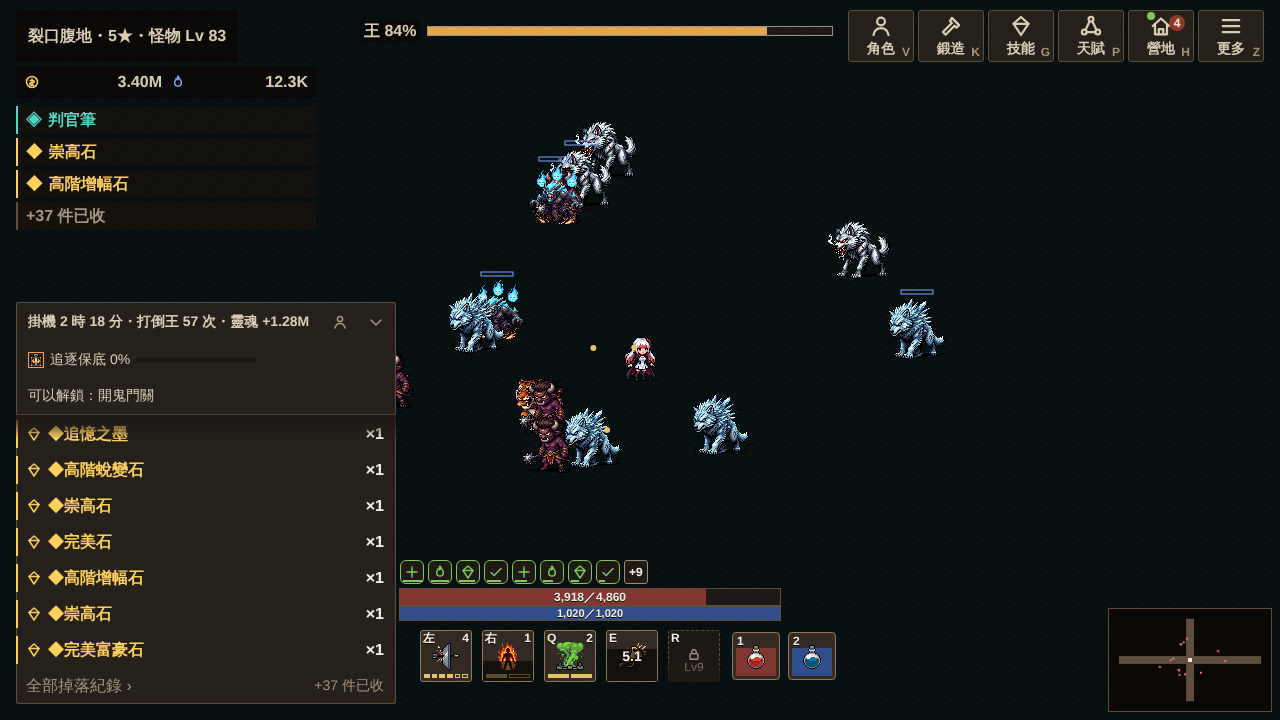 裂口腹地・5★・怪物 Lv 83
王 84%
角色 V
鍛造 K
技能 G
天賦 P
營地 H
4
更多 Z
3.40M
12.3K
判官筆
崇高石
高階增幅石
+37 件已收
掛機 2 時 18 分・打倒王 57 次・靈魂 +1.28M
追逐保底 0%
可以解鎖：開鬼門關
追憶之墨 ×1
高階蛻變石 ×1
崇高石 ×1
完美石 ×1
高階增幅石 ×1
崇高石 ×1
完美富豪石 ×1
全部掉落紀錄 › +37 件已收
+9
3,918／4,860
1,020／1,020
左 4
右 1
Q 2
E 5.1
R Lv9
1
2